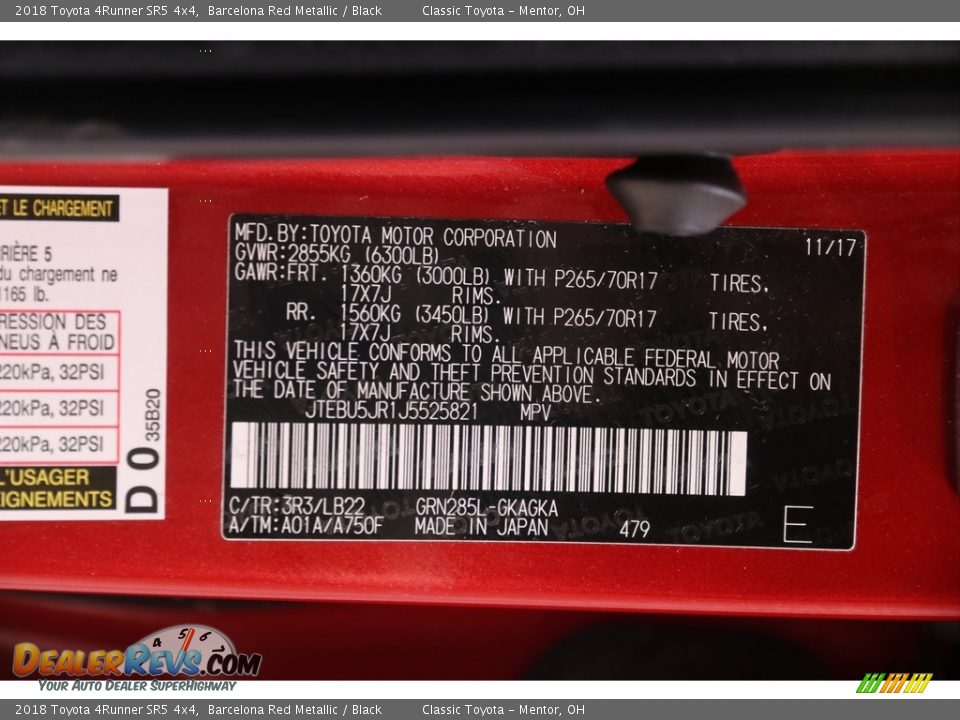 2018 Toyota 4Runner SR5 4x4, Barcelona Red Metallic / Black Classic Toyota - Mentor, OH
ET LE CHARGEMENT
RIÈRE 5
du chargement ne
1165 lb.
RESSION DES
NEUS À FROID
220kPa, 32PSI
220kPa, 32PSI
220kPa, 32PSI
L'USAGER
EIGNEMENTS
D 0 35B20
MFD.BY:TOYOTA MOTOR CORPORATION 11/17
GVWR:2855KG (6300LB)
GAWR:FRT. 1360KG (3000LB) WITH P265/70R17 TIRES,
17X7J RIMS.
RR. 1560KG (3450LB) WITH P265/70R17 TIRES,
17X7J RIMS.
THIS VEHICLE CONFORMS TO ALL APPLICABLE FEDERAL MOTOR
VEHICLE SAFETY AND THEFT PREVENTION STANDARDS IN EFFECT ON
THE DATE OF MANUFACTURE SHOWN ABOVE.
JTEBU5JR1J5525821 MPV
C/TR:3R3/LB22 GRN285L-GKAGKA
A/TM:A01A/A750F MADE IN JAPAN 479 E
4 5 6
DEALERREVS.COM
YOUR AUTO DEALER SUPERHIGHWAY
2018 Toyota 4Runner SR5 4x4, Barcelona Red Metallic / Black Classic Toyota - Mentor, OH